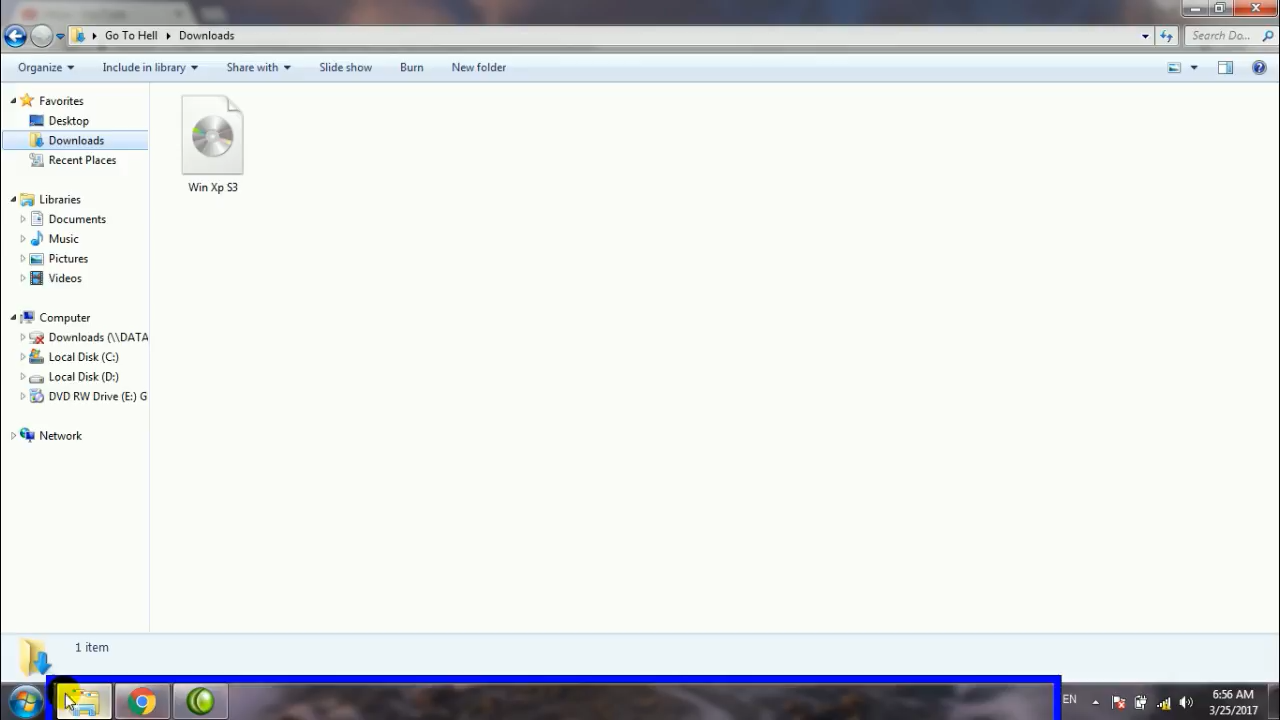 Go To Hell Downloads
Search Do...
Organize Include in library Share with Slide show Burn New folder
Favorites
Desktop
Downloads
Recent Places
Libraries
Documents
Music
Pictures
Videos
Computer
Downloads (\\DATA
Local Disk (C:)
Local Disk (D:)
DVD RW Drive (E:) G
Network
Win Xp S3
1 item
EN
6:56 AM
3/25/2017